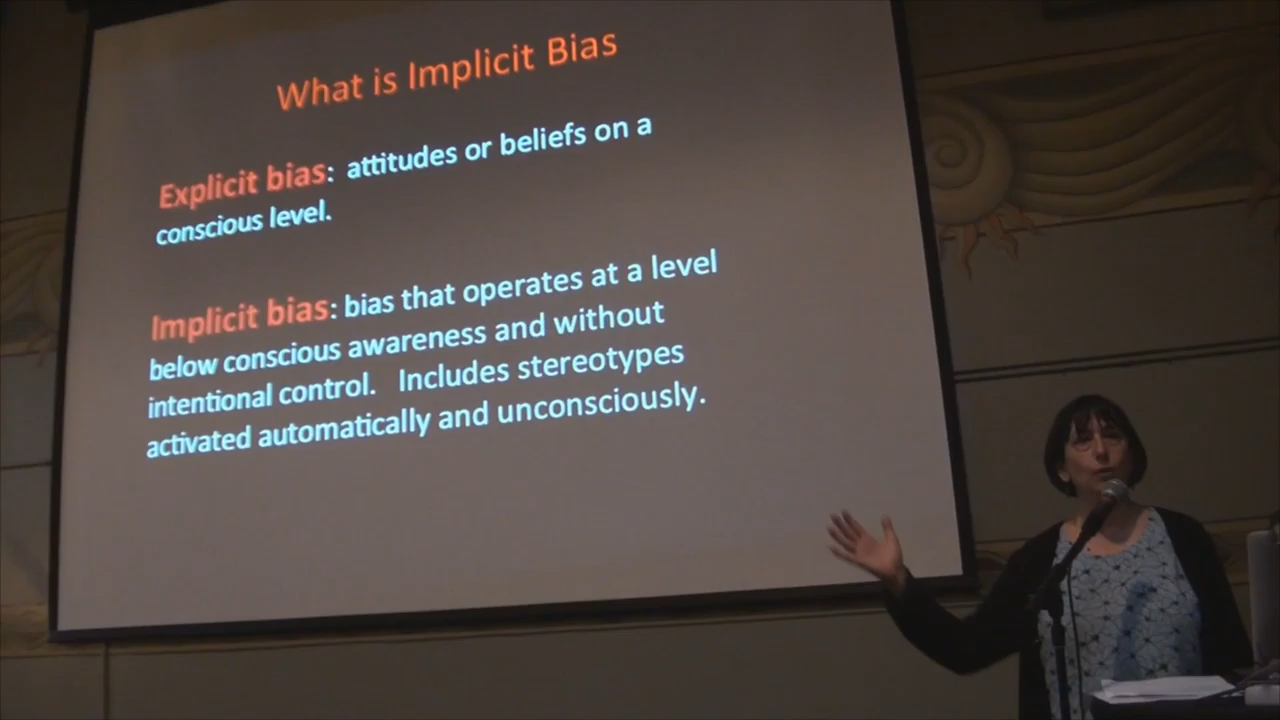 What is Implicit Bias
Explicit bias: attitudes or beliefs on a
conscious level.
Implicit bias: bias that operates at a level
below conscious awareness and without
intentional control. Includes stereotypes
activated automatically and unconsciously.